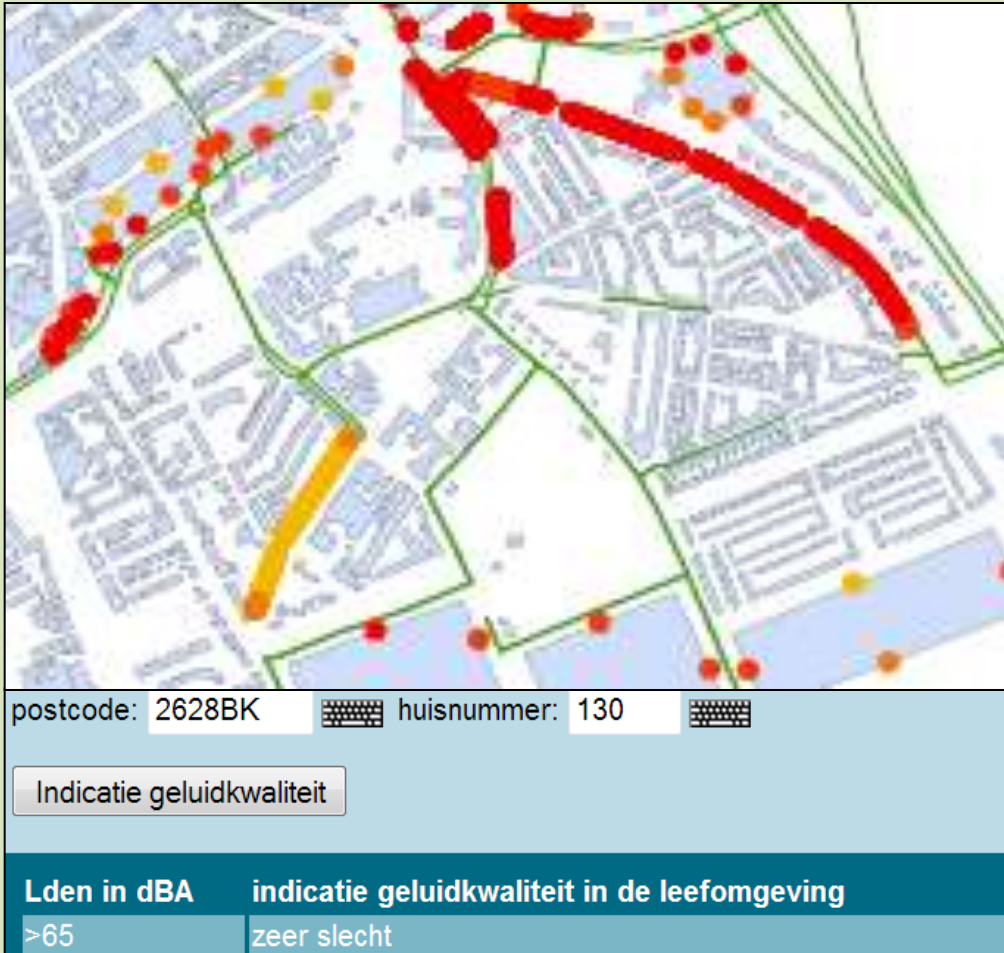 postcode: 2628BK huisnummer: 130
Indicatie geluidkwaliteit
Lden in dBA indicatie geluidkwaliteit in de leefomgeving
>65 zeer slecht